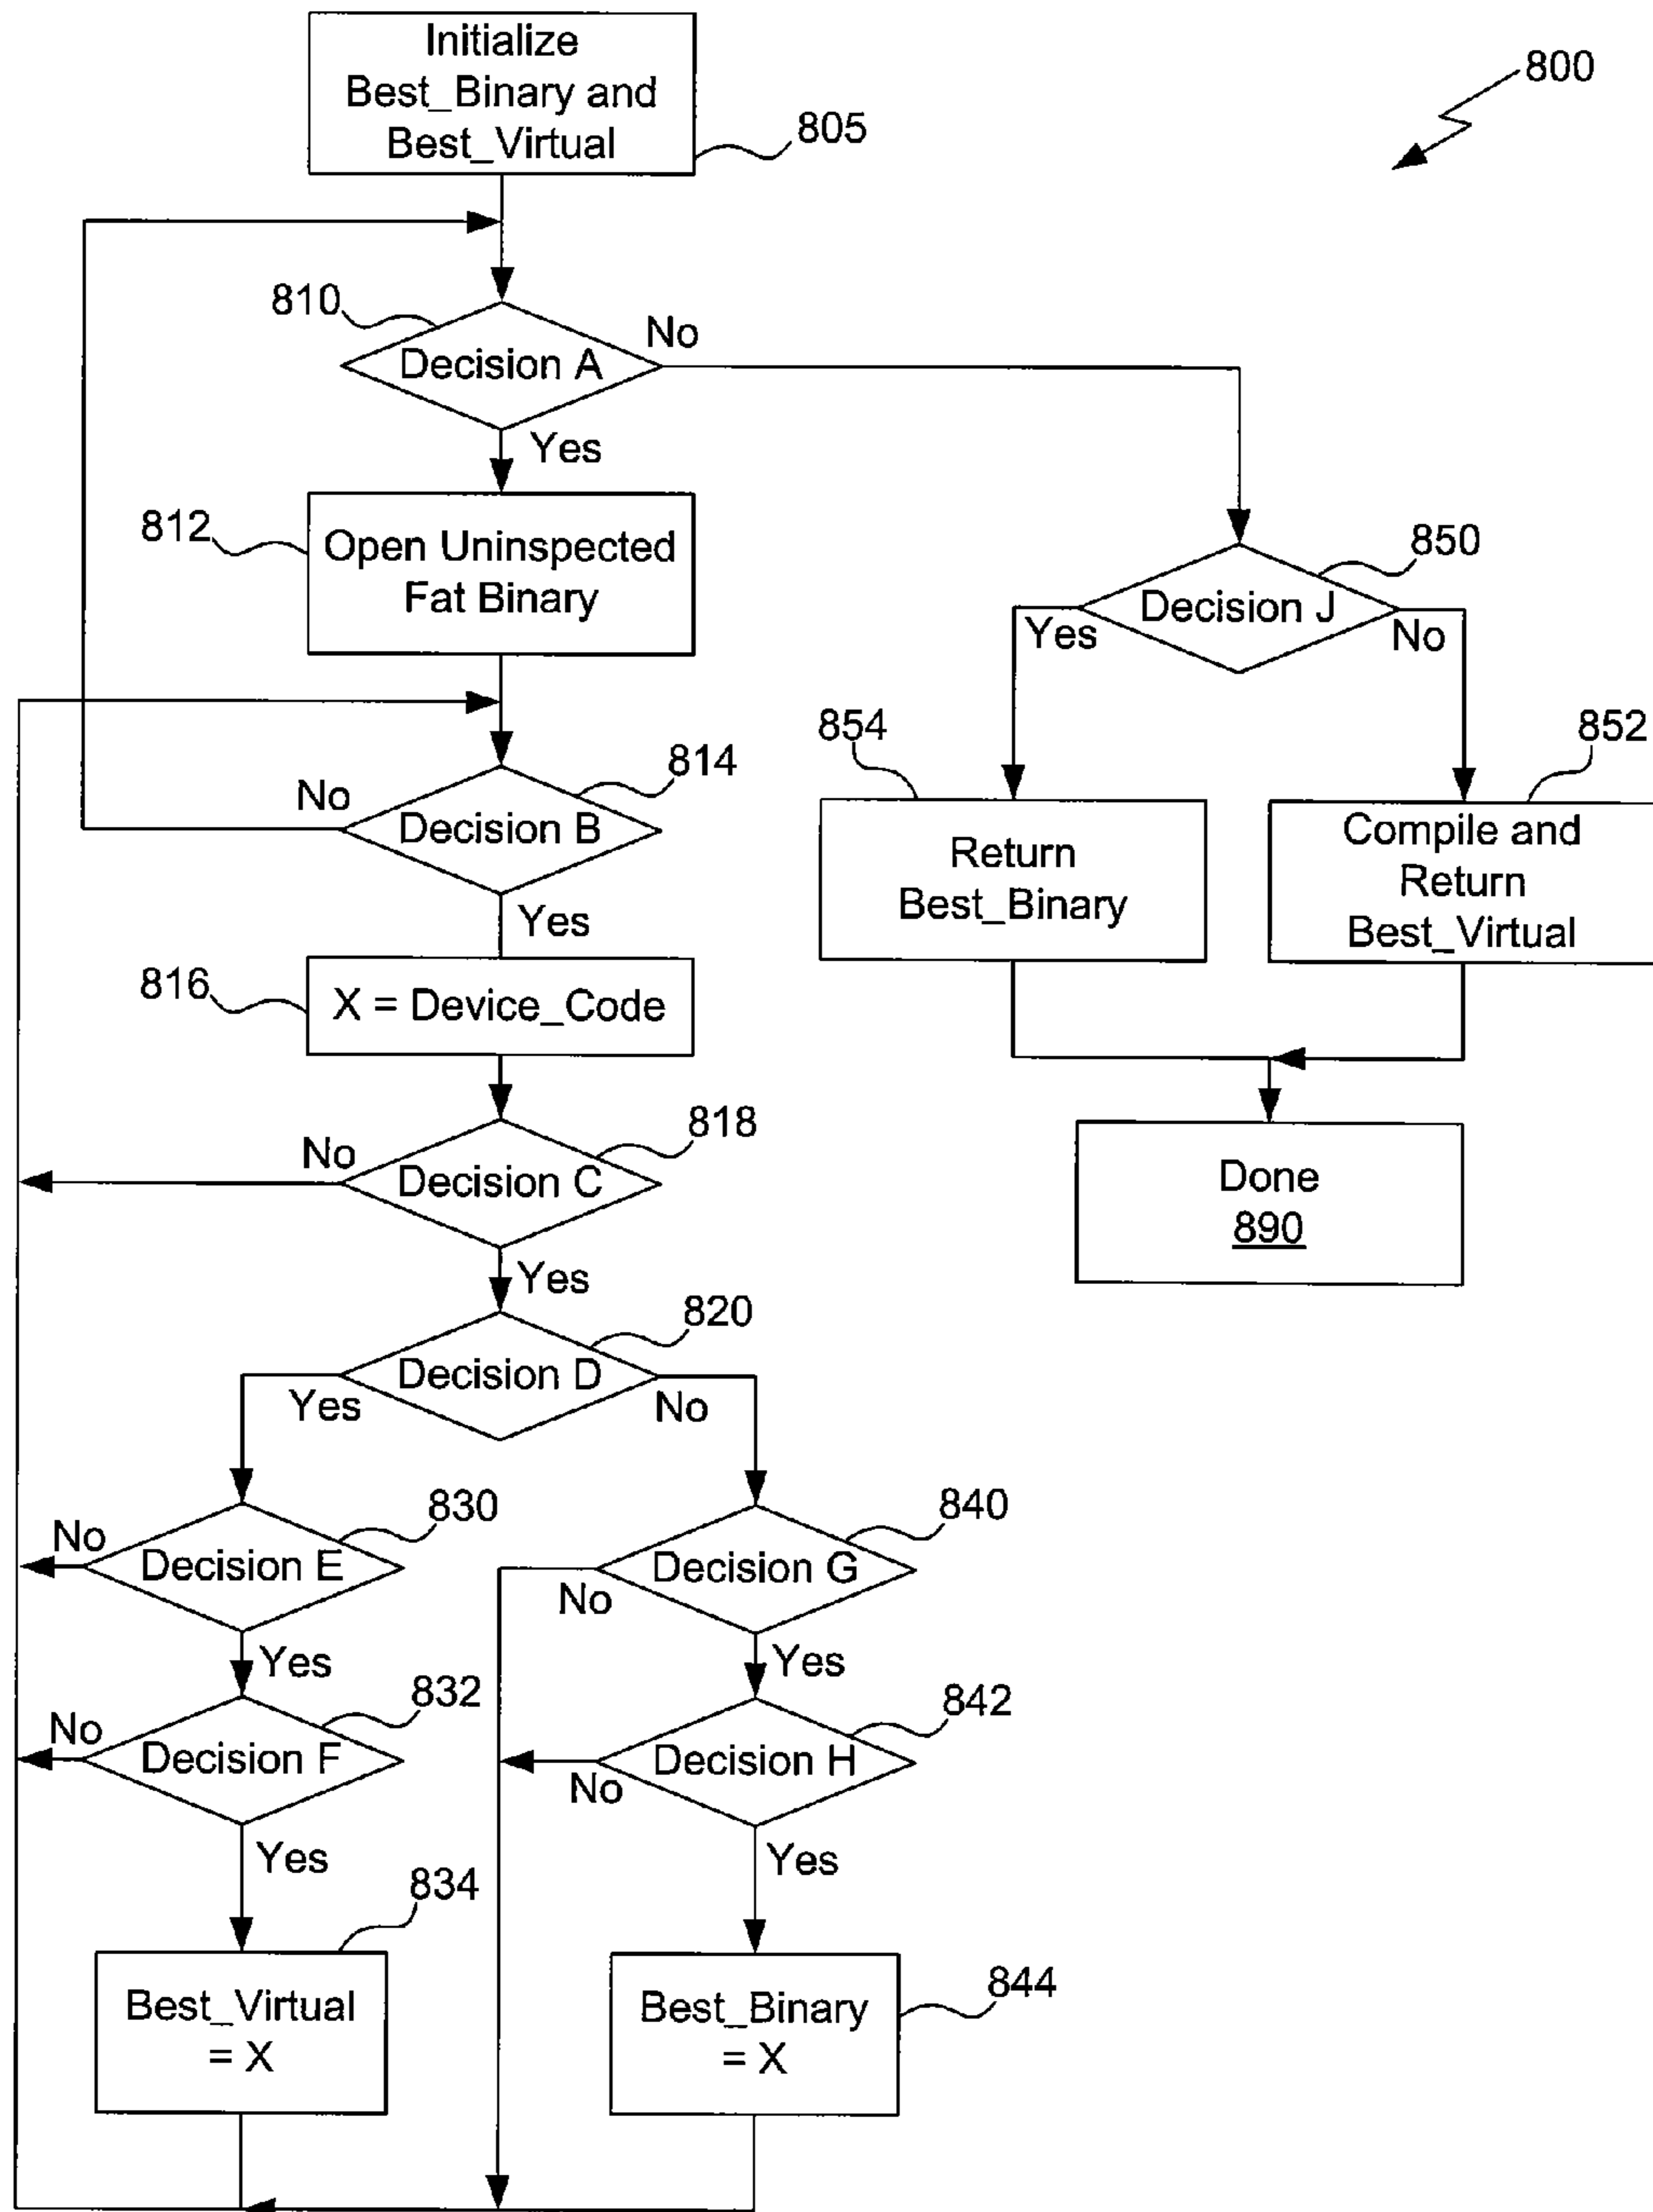 Initialize
Best_Binary and
Best_Virtual
805
800
810
Decision A
No
Yes
812
Open Uninspected
Fat Binary
850
Decision J
Yes
No
854
852
Return
Best_Binary
Compile and
Return
Best_Virtual
Done
890
814
No
Decision B
Yes
816
X = Device_Code
818
No
Decision C
Yes
820
Decision D
Yes
No
830
No
Decision E
Yes
840
Decision G
No
Yes
832
No
Decision F
Yes
842
Decision H
No
Yes
834
Best_Virtual
= X
844
Best_Binary
= X